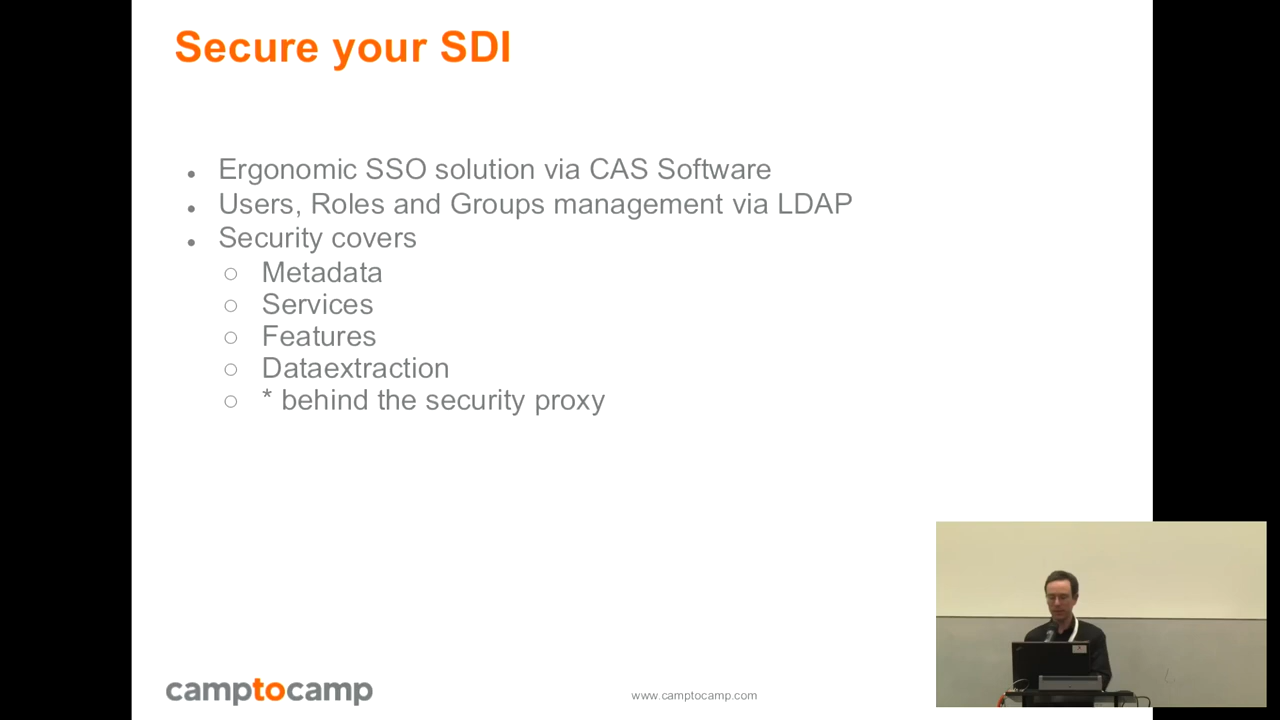 Secure your SDI
● Ergonomic SSO solution via CAS Software
● Users, Roles and Groups management via LDAP
● Security covers
○ Metadata
○ Services
○ Features
○ Dataextraction
○ * behind the security proxy
camptocamp
www.camptocamp.com